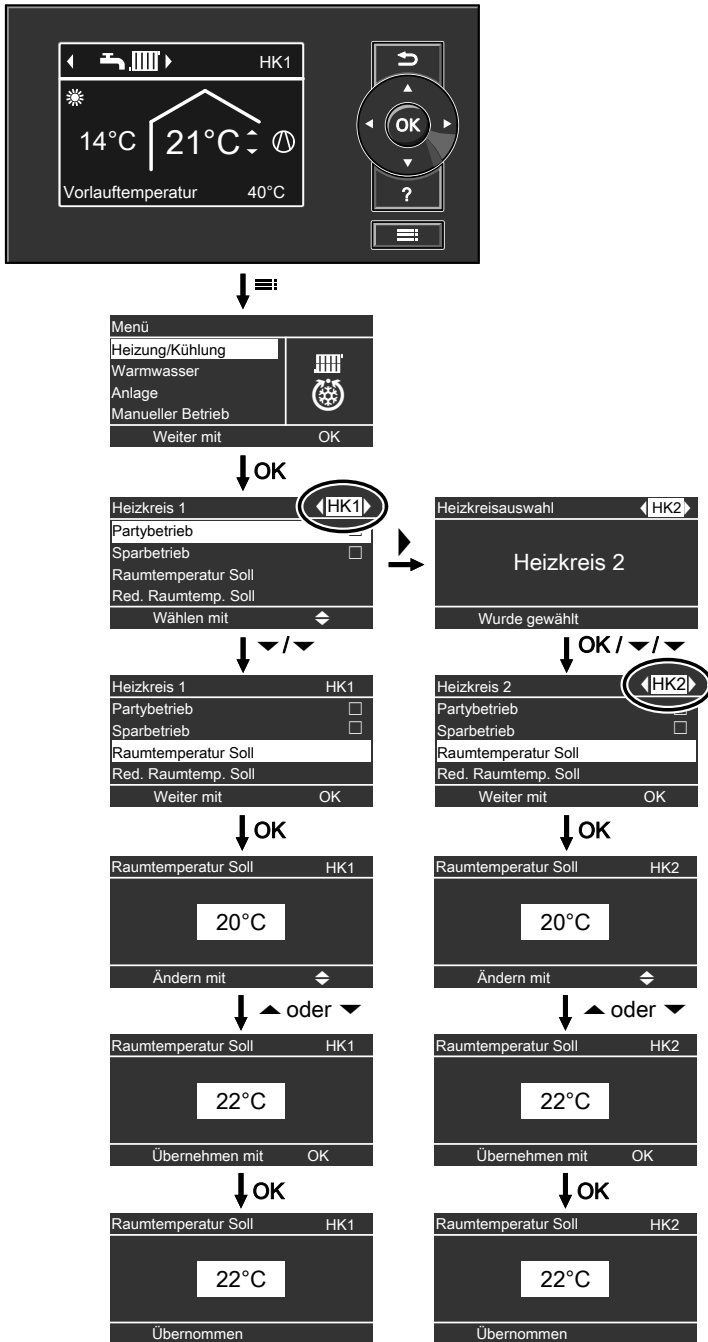 HK1
14°C 21°C
Vorlauftemperatur 40°C
OK
?
Menü
Heizung/Kühlung
Warmwasser
Anlage
Manueller Betrieb
Weiter mit OK
OK
Heizkreis 1 HK1
Partybetrieb
Sparbetrieb
Raumtemperatur Soll
Red. Raumtemp. Soll
Wählen mit
Heizkreisauswahl HK2
Heizkreis 2
Wurde gewählt
/
OK / /
Heizkreis 1 HK1
Partybetrieb
Sparbetrieb
Raumtemperatur Soll
Red. Raumtemp. Soll
Weiter mit OK
Heizkreis 2 HK2
Partybetrieb
Sparbetrieb
Raumtemperatur Soll
Red. Raumtemp. Soll
Weiter mit OK
OK
OK
Raumtemperatur Soll HK1
20°C
Ändern mit
Raumtemperatur Soll HK2
20°C
Ändern mit
oder
oder
Raumtemperatur Soll HK1
22°C
Übernehmen mit OK
Raumtemperatur Soll HK2
22°C
Übernehmen mit OK
OK
OK
Raumtemperatur Soll HK1
22°C
Übernommen
Raumtemperatur Soll HK2
22°C
Übernommen